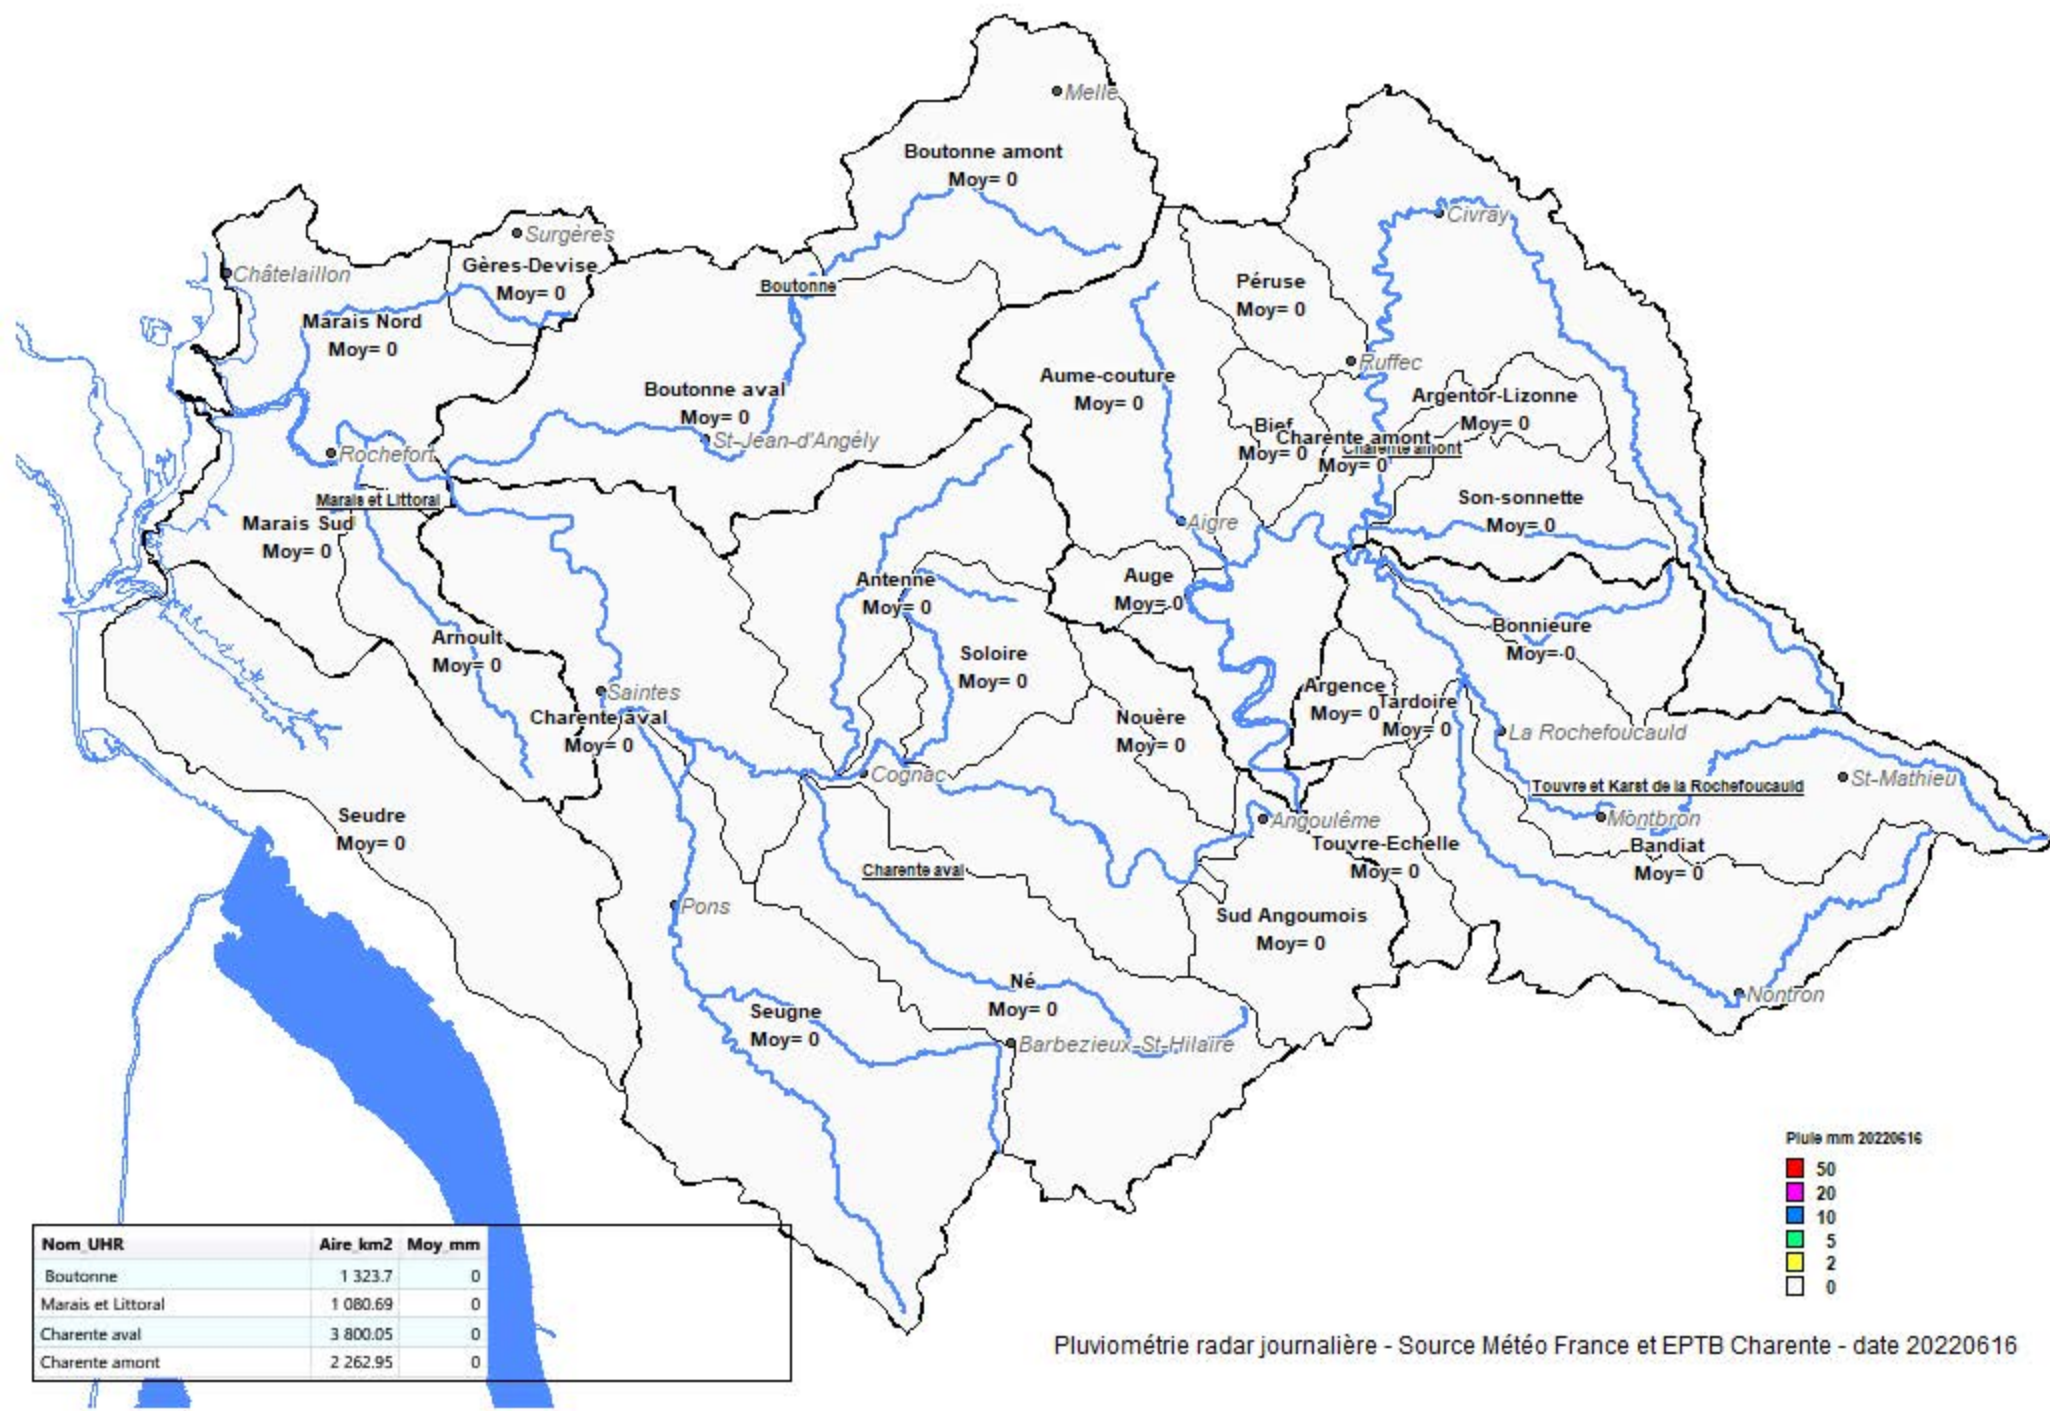 Melle
Boutonne amont
Moy= 0
Civray
Surgères
Châtelaillon
Gères-Devise
Moy= 0
Boutonne
Péruse
Moy= 0
Marais Nord
Moy= 0
Ruffec
Aume-couture
Moy= 0
Boutonne aval
Moy= 0
Argentor-Lizonne
Moy= 0
Bief
Moy= 0
Charente amont
Moy= 0
Charente amont
St-Jean-d'Angély
Rochefort
Marais et Littoral
Son-sonnette
Moy= 0
Marais Sud
Moy= 0
Aigre
Antenne
Moy= 0
Auge
Moy= 0
Bonnieure
Moy= 0
Arnoult
Moy= 0
Soloire
Moy= 0
Saintes
Argence
Moy= 0
Tardoire
Moy= 0
Charente aval
Moy= 0
Nouère
Moy= 0
La Rochefoucauld
Cognac
St-Mathieu
Touvre et Karst de la Rochefoucauld
Seudre
Moy= 0
Angoulême
Montbron
Touvre-Echelle
Moy= 0
Bandiat
Moy= 0
Charente aval
Pons
Sud Angoumois
Moy= 0
Né
Moy= 0
Nontron
Seugne
Moy= 0
Barbezieux-St-Hilaire
Pluie mm 20220616
50
20
10
5
2
0
Nom_UHR Aire_km2 Moy_mm
Boutonne 1 323.7 0
Marais et Littoral 1 080.69 0
Charente aval 3 800.05 0
Charente amont 2 262.95 0
Pluviométrie radar journalière - Source Météo France et EPTB Charente - date 20220616